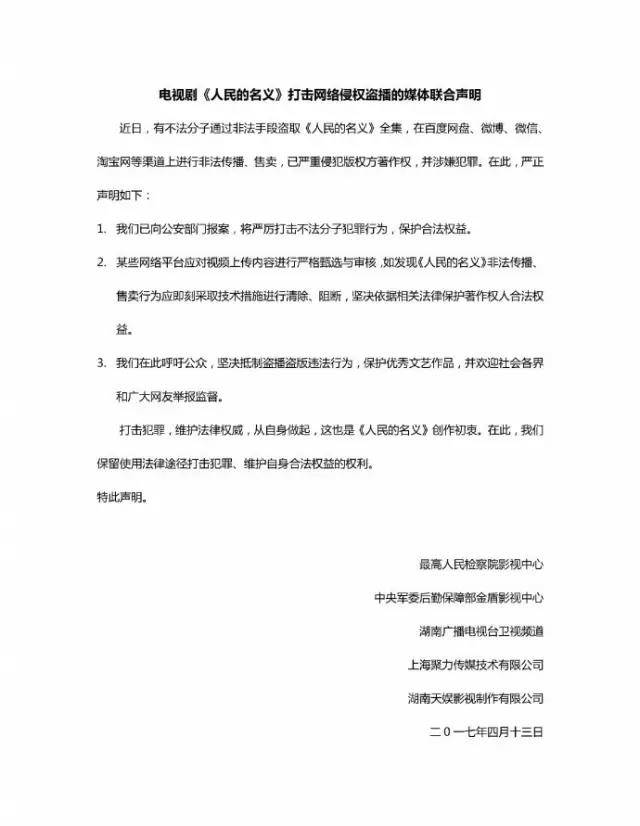 电视剧《人民的名义》打击网络侵权盗播的媒体联合声明
近日，有不法分子通过非法手段盗取《人民的名义》全集，在百度网盘、微博、微信、
淘宝网等渠道上进行非法传播、售卖，已严重侵犯版权方著作权，并涉嫌犯罪。在此，严正
声明如下：
1. 我们已向公安部门报案，将严厉打击不法分子犯罪行为，保护合法权益。
2. 某些网络平台应对视频上传内容进行严格甄选与审核，如发现《人民的名义》非法传播、
售卖行为应即刻采取技术措施进行清除、阻断，坚决依据相关法律保护著作权人合法权
益。
3. 我们在此呼吁公众，坚决抵制盗播盗版违法行为，保护优秀文艺作品，并欢迎社会各界
和广大网友举报监督。
打击犯罪，维护法律权威，从自身做起，这也是《人民的名义》创作初衷。在此，我们
保留使用法律途径打击犯罪、维护自身合法权益的权利。
特此声明。
最高人民检察院影视中心
中央军委后勤保障部金盾影视中心
湖南广播电视台卫视频道
上海聚力传媒技术有限公司
湖南天娱影视制作有限公司
二０一七年四月十三日